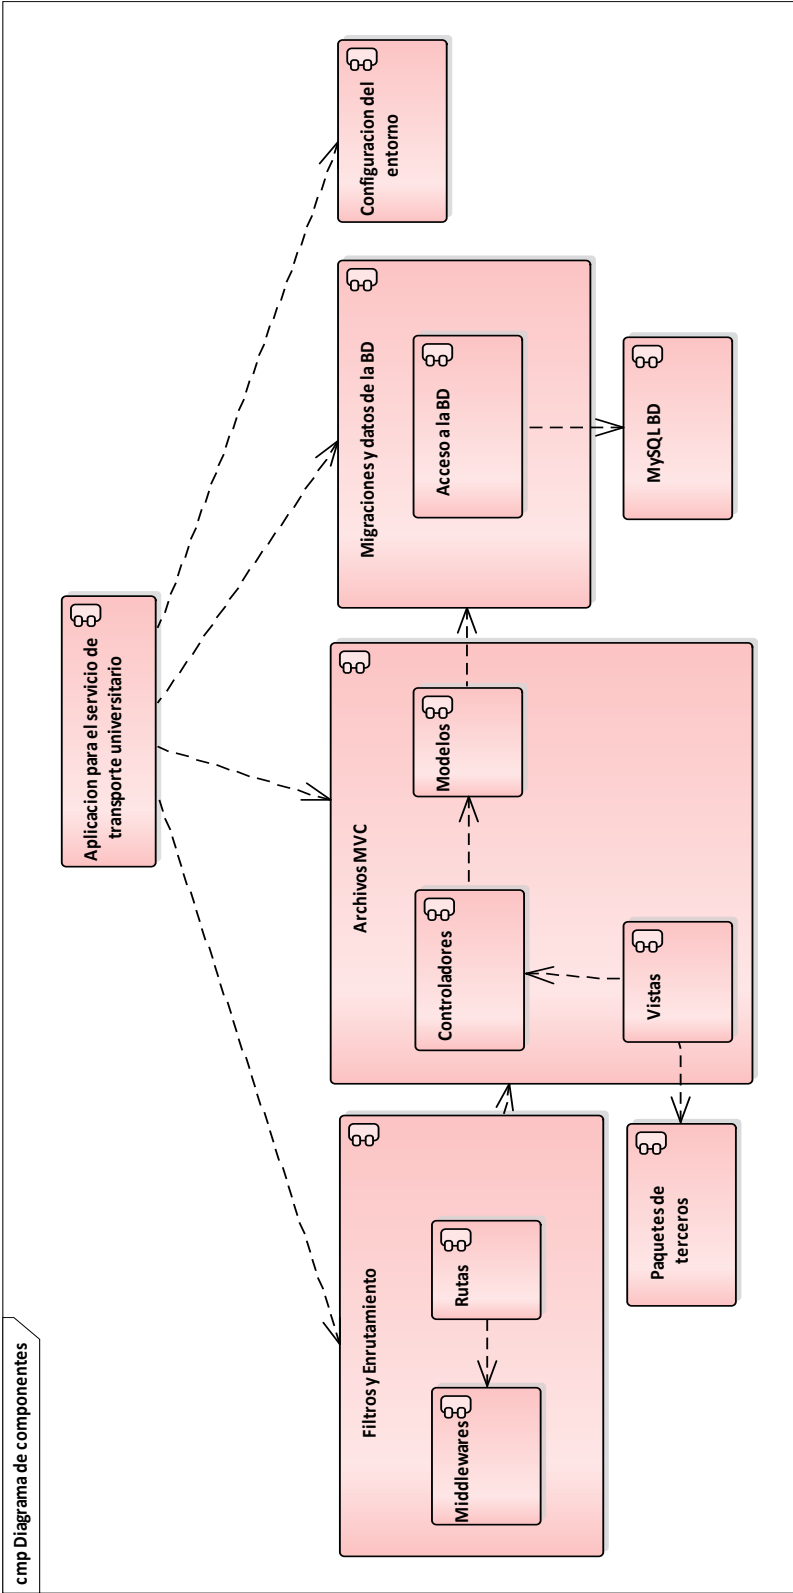 cmp Diagrama de componentes
Aplicacion para el servicio de
transporte universitario
Filtros y Enrutamiento
Middlewares
Rutas
Archivos MVC
Controladores
Modelos
Vistas
Paquetes de
terceros
Migraciones y datos de la BD
Acceso a la BD
MySQL BD
Configuracion del
entorno